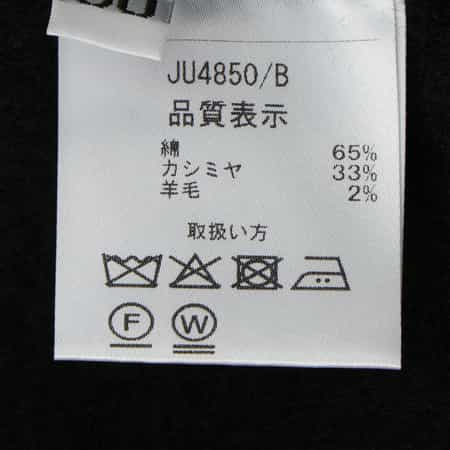 JU4850/B
品質表示
綿 65%
カシミヤ 33%
羊毛 2%
取扱い方
F W